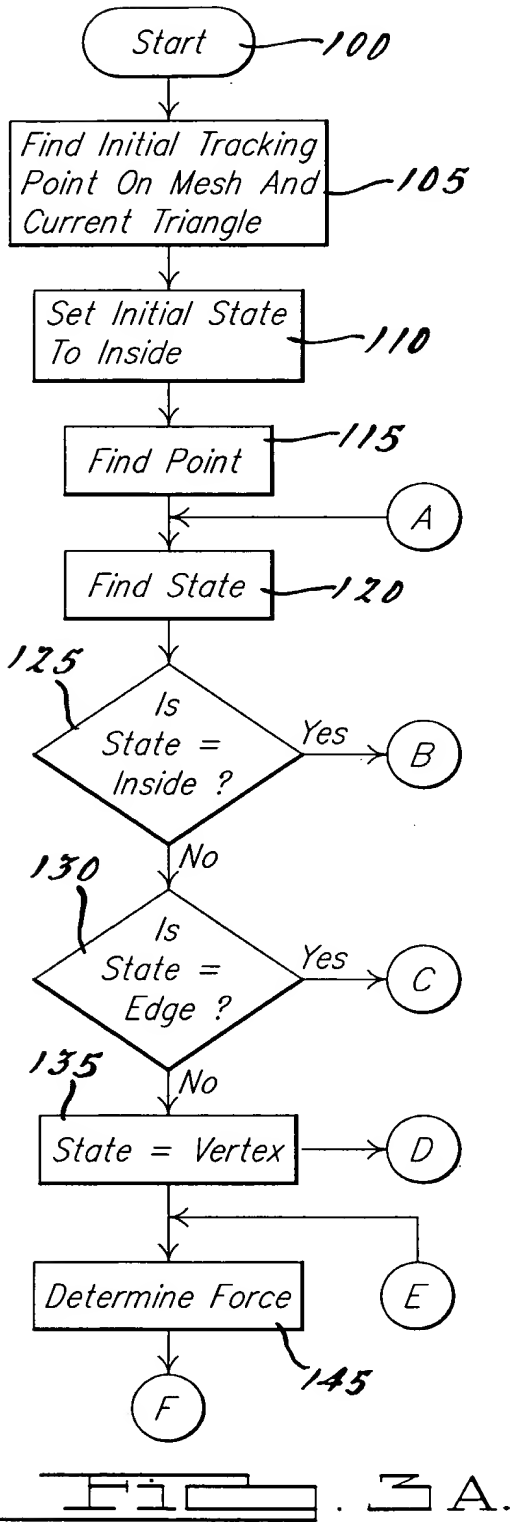 Start
100
Find Initial Tracking
Point On Mesh And
Current Triangle
105
Set Initial State
To Inside
110
115
Find Point
A
Find State
120
125
Is
State =
Inside ?
Yes
B
No
130
Is
State =
Edge ?
Yes
C
No
135
State = Vertex
D
Determine Force
E
145
F
FIG. 3A.